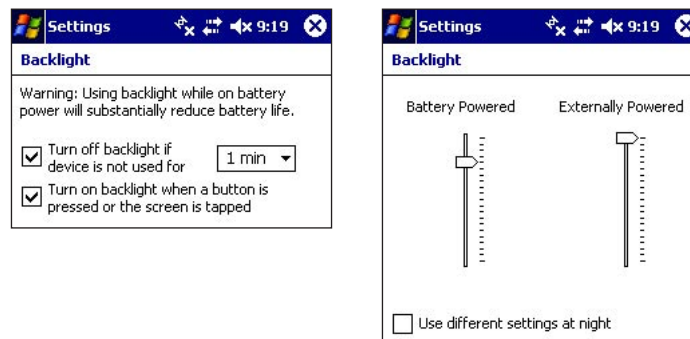 Settings 9:19
Backlight
Warning: Using backlight while on battery
power will substantially reduce battery life.
Turn off backlight if
device is not used for
1 min
Turn on backlight when a button is
pressed or the screen is tapped
Settings 9:19
Backlight
Battery Powered Externally Powered
Use different settings at night